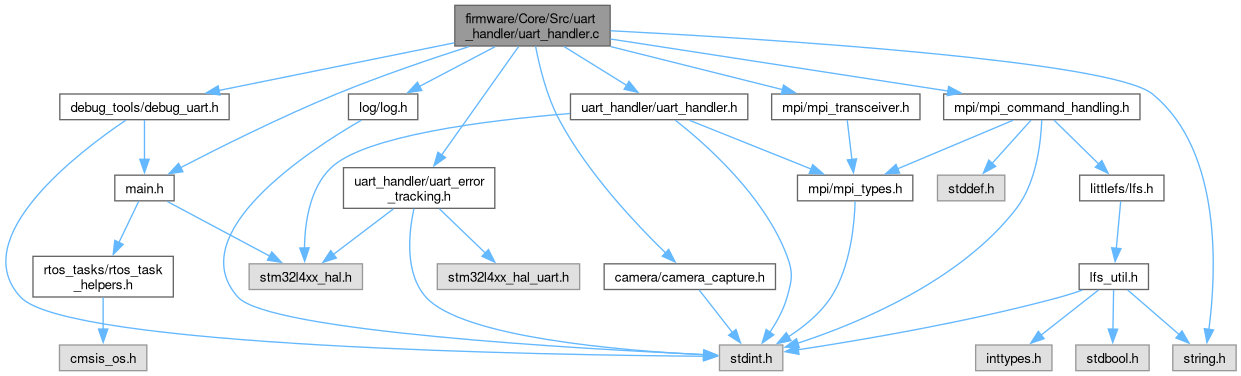 firmware/Core/Src/uart
_handler/uart_handler.c
debug_tools/debug_uart.h
log/log.h
uart_handler/uart_handler.h
mpi/mpi_transceiver.h
mpi/mpi_command_handling.h
main.h
uart_handler/uart_error
_tracking.h
mpi/mpi_types.h
stddef.h
littlefs/lfs.h
rtos_tasks/rtos_task
_helpers.h
stm32l4xx_hal.h
stm32l4xx_hal_uart.h
camera/camera_capture.h
lfs_util.h
cmsis_os.h
stdint.h
inttypes.h
stdbool.h
string.h